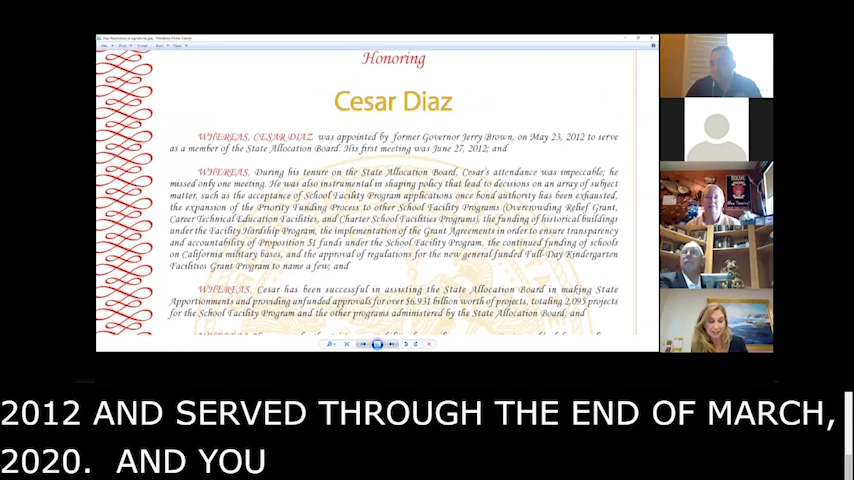 Honoring
Cesar Diaz
WHEREAS, CESAR DIAZ was appointed by former Governor Jerry Brown, on May 23, 2012 to serve
as a member of the State Allocation Board. His first meeting was June 27, 2012; and
WHEREAS, During his tenure on the State Allocation Board, Cesar's attendance was impeccable; he
missed only one meeting. He was also instrumental in shaping policy that lead to decisions on an array of subject
matter, such as the acceptance of School Facility Program applications once bond authority has been exhausted,
the expansion of the Priority Funding Process to other School Facility Programs (Overcrowding Relief Grant,
Career Technical Education Facilities, and Charter School Facilities Programs), the funding of historical buildings
under the Facility Hardship Program, the implementation of the Grant Agreements in order to ensure transparency
and accountability of Proposition 51 funds under the School Facility Program, the continued funding of schools
on California military bases, and the approval of regulations for the new general funded Full-Day Kindergarten
Facilities Grant Program to name a few; and
WHEREAS, Cesar has been successful in assisting the State Allocation Board in making State
Apportionments and providing unfunded approvals for over $6.931 billion worth of projects, totaling 2,095 projects
for the School Facility Program and the other programs administered by the State Allocation Board; and
2012 AND SERVED THROUGH THE END OF MARCH,
2020. AND YOU